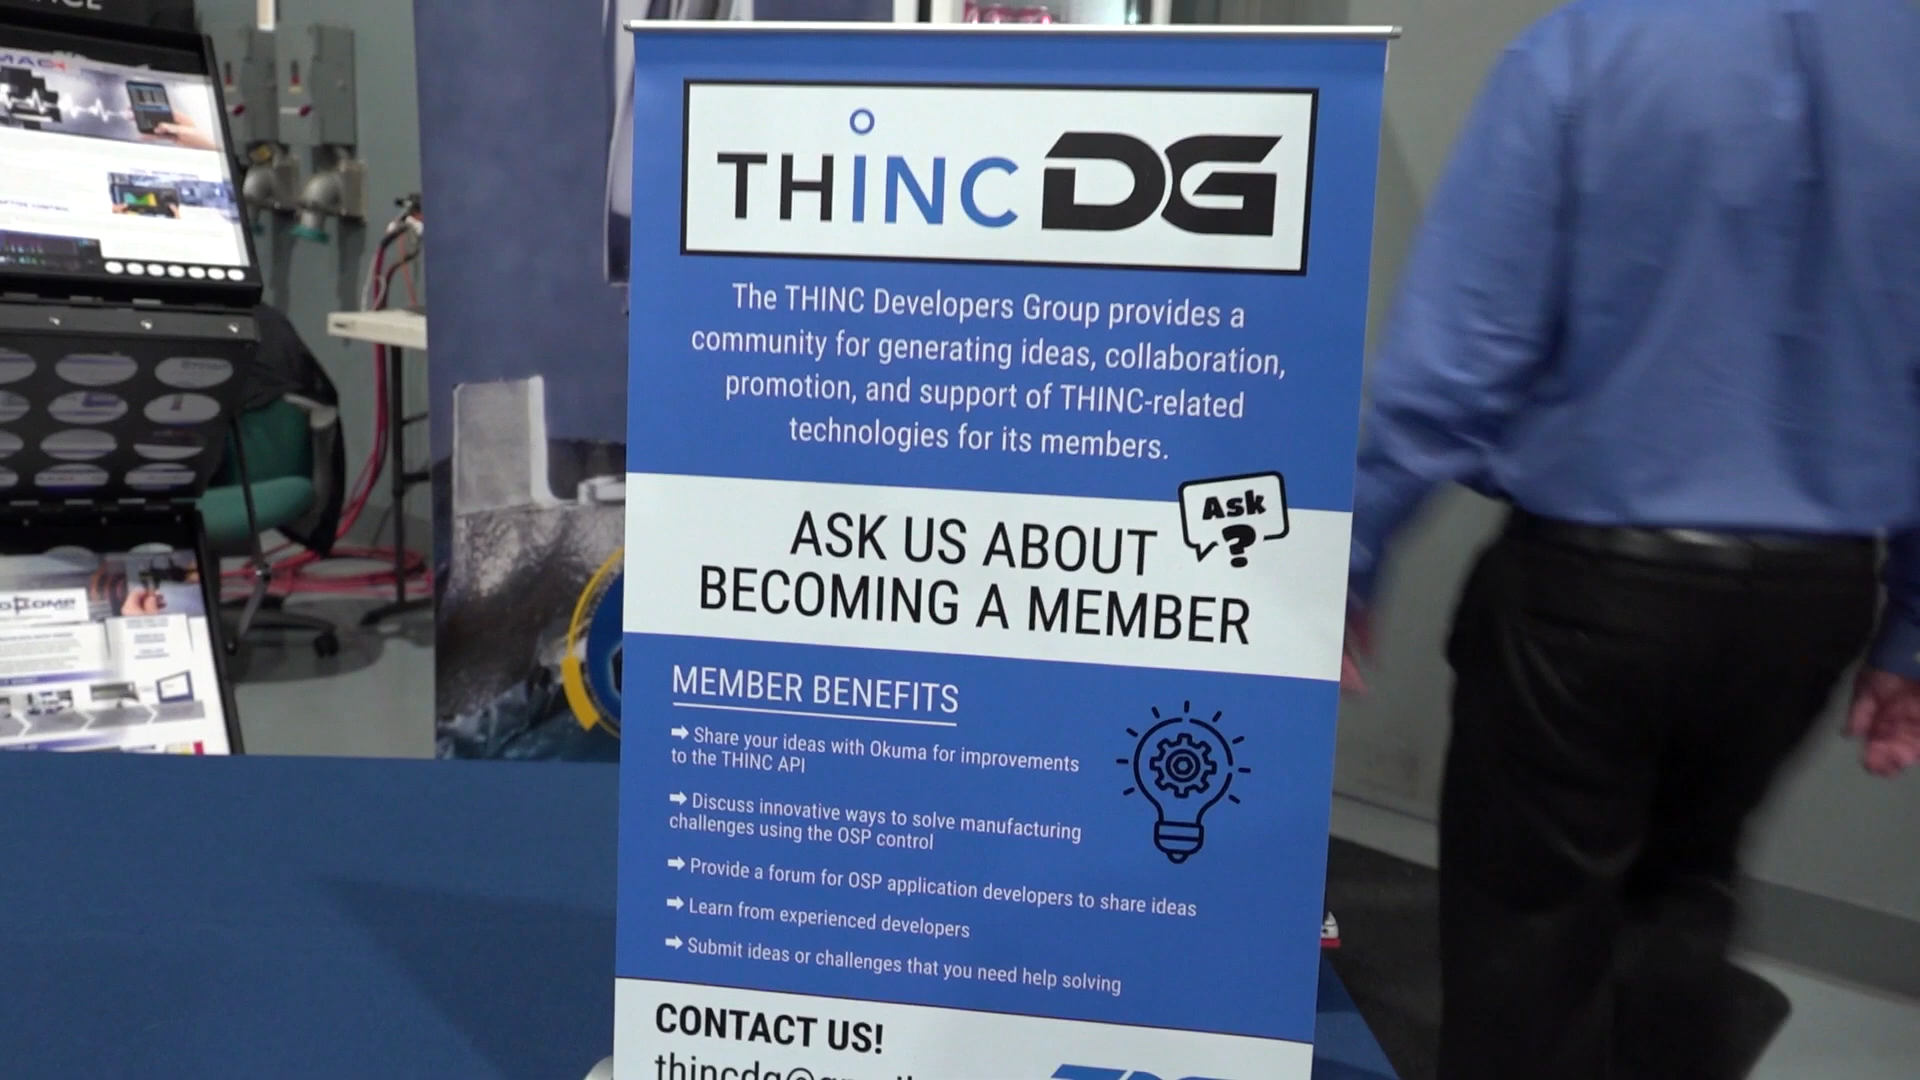 THINC DG
The THINC Developers Group provides a
community for generating ideas, collaboration,
promotion, and support of THINC-related
technologies for its members.
Ask
?
ASK US ABOUT
BECOMING A MEMBER
MEMBER BENEFITS
➡ Share your ideas with Okuma for improvements
to the THINC API
➡ Discuss innovative ways to solve manufacturing
challenges using the OSP control
➡ Provide a forum for OSP application developers to share ideas
➡ Learn from experienced developers
➡ Submit ideas or challenges that you need help solving
CONTACT US!